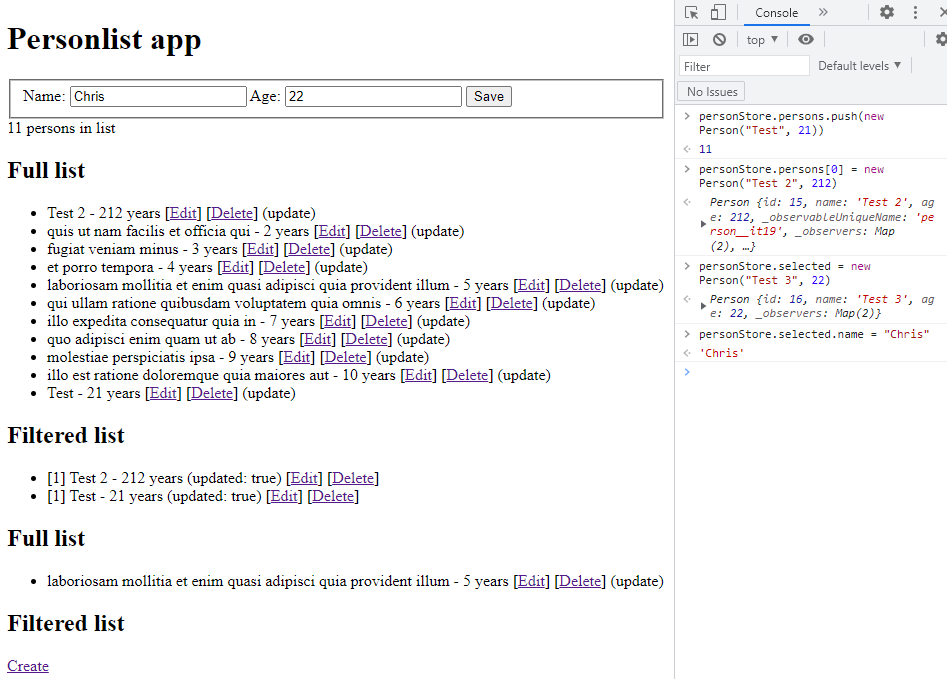 Personlist app
Name: Chris Age: 22 Save
11 persons in list
Full list
Test 2 - 212 years [Edit] [Delete] (update)
quis ut nam facilis et officia qui - 2 years [Edit] [Delete] (update)
fugiat veniam minus - 3 years [Edit] [Delete] (update)
et porro tempora - 4 years [Edit] [Delete] (update)
laboriosam mollitia et enim quasi adipisci quia provident illum - 5 years [Edit] [Delete] (update)
qui ullam ratione quibusdam voluptatem quia omnis - 6 years [Edit] [Delete] (update)
illo expedita consequatur quia in - 7 years [Edit] [Delete] (update)
quo adipisci enim quam ut ab - 8 years [Edit] [Delete] (update)
molestiae perspiciatis ipsa - 9 years [Edit] [Delete] (update)
illo est ratione doloremque quia maiores aut - 10 years [Edit] [Delete] (update)
Test - 21 years [Edit] [Delete] (update)
Filtered list
[1] Test 2 - 212 years (updated: true) [Edit] [Delete]
[1] Test - 21 years (updated: true) [Edit] [Delete]
Full list
laboriosam mollitia et enim quasi adipisci quia provident illum - 5 years [Edit] [Delete] (update)
Filtered list
Create
Console
top
Filter Default levels
No Issues
personStore.persons.push(new
Person("Test", 21))
11
personStore.persons[0] = new
Person("Test 2", 212)
Person {id: 15, name: 'Test 2', ag
e: 212, _observableUniqueName: 'pe
rson__it19', _observers: Map
(2), …}
personStore.selected = new
Person("Test 3", 22)
Person {id: 16, name: 'Test 3', ag
e: 22, _observers: Map(2)}
personStore.selected.name = "Chris"
'Chris'